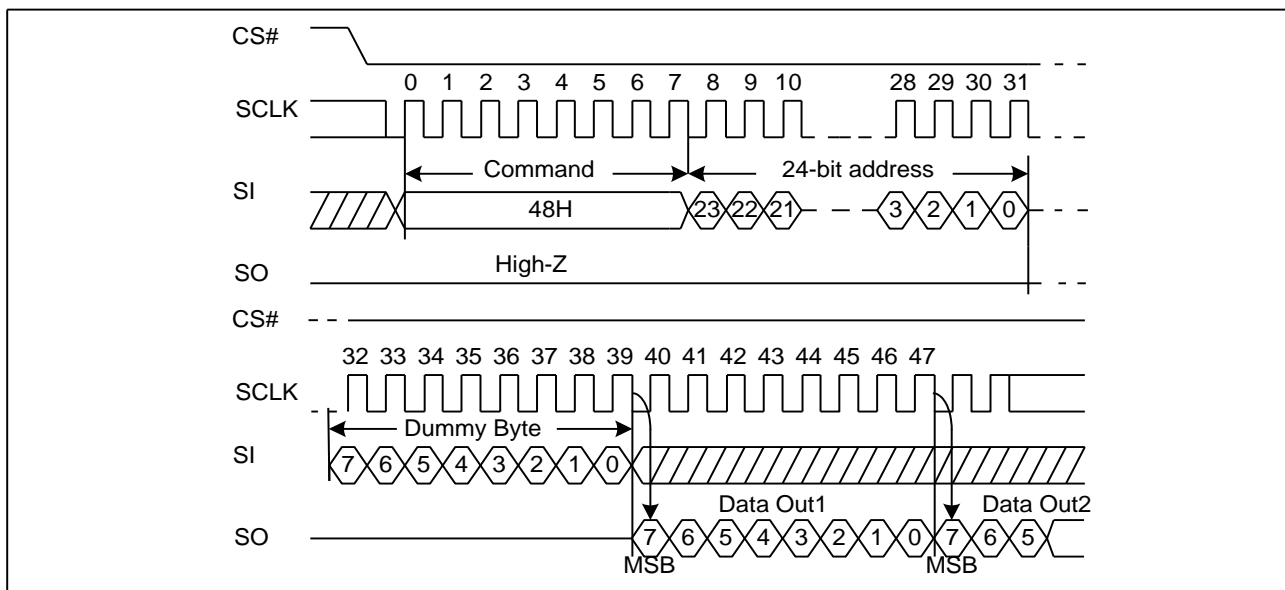 CS#
0 1 2 3 4 5 6 7 8 9 10 28 29 30 31
SCLK
Command 24-bit address
SI
48H 23 22 21 3 2 1 0
High-Z
SO
CS#
32 33 34 35 36 37 38 39 40 41 42 43 44 45 46 47
SCLK
Dummy Byte
SI
7 6 5 4 3 2 1 0
Data Out1 Data Out2
SO
7 6 5 4 3 2 1 0 7 6 5
MSB MSB